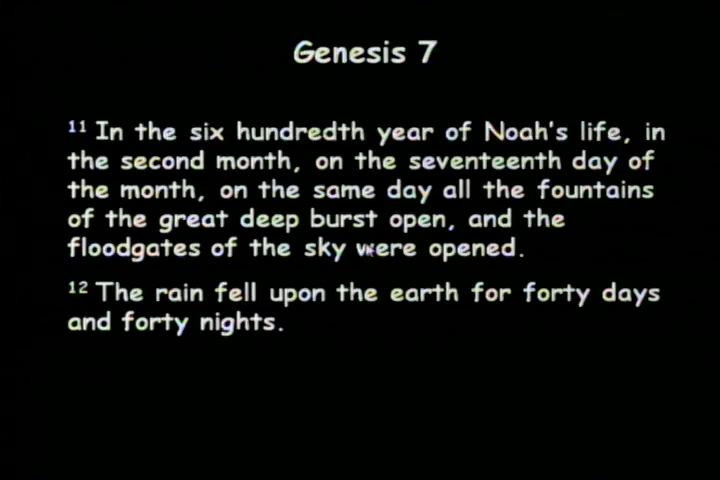 Genesis 7
11 In the six hundredth year of Noah's life, in
the second month, on the seventeenth day of
the month, on the same day all the fountains
of the great deep burst open, and the
floodgates of the sky were opened.
12 The rain fell upon the earth for forty days
and forty nights.